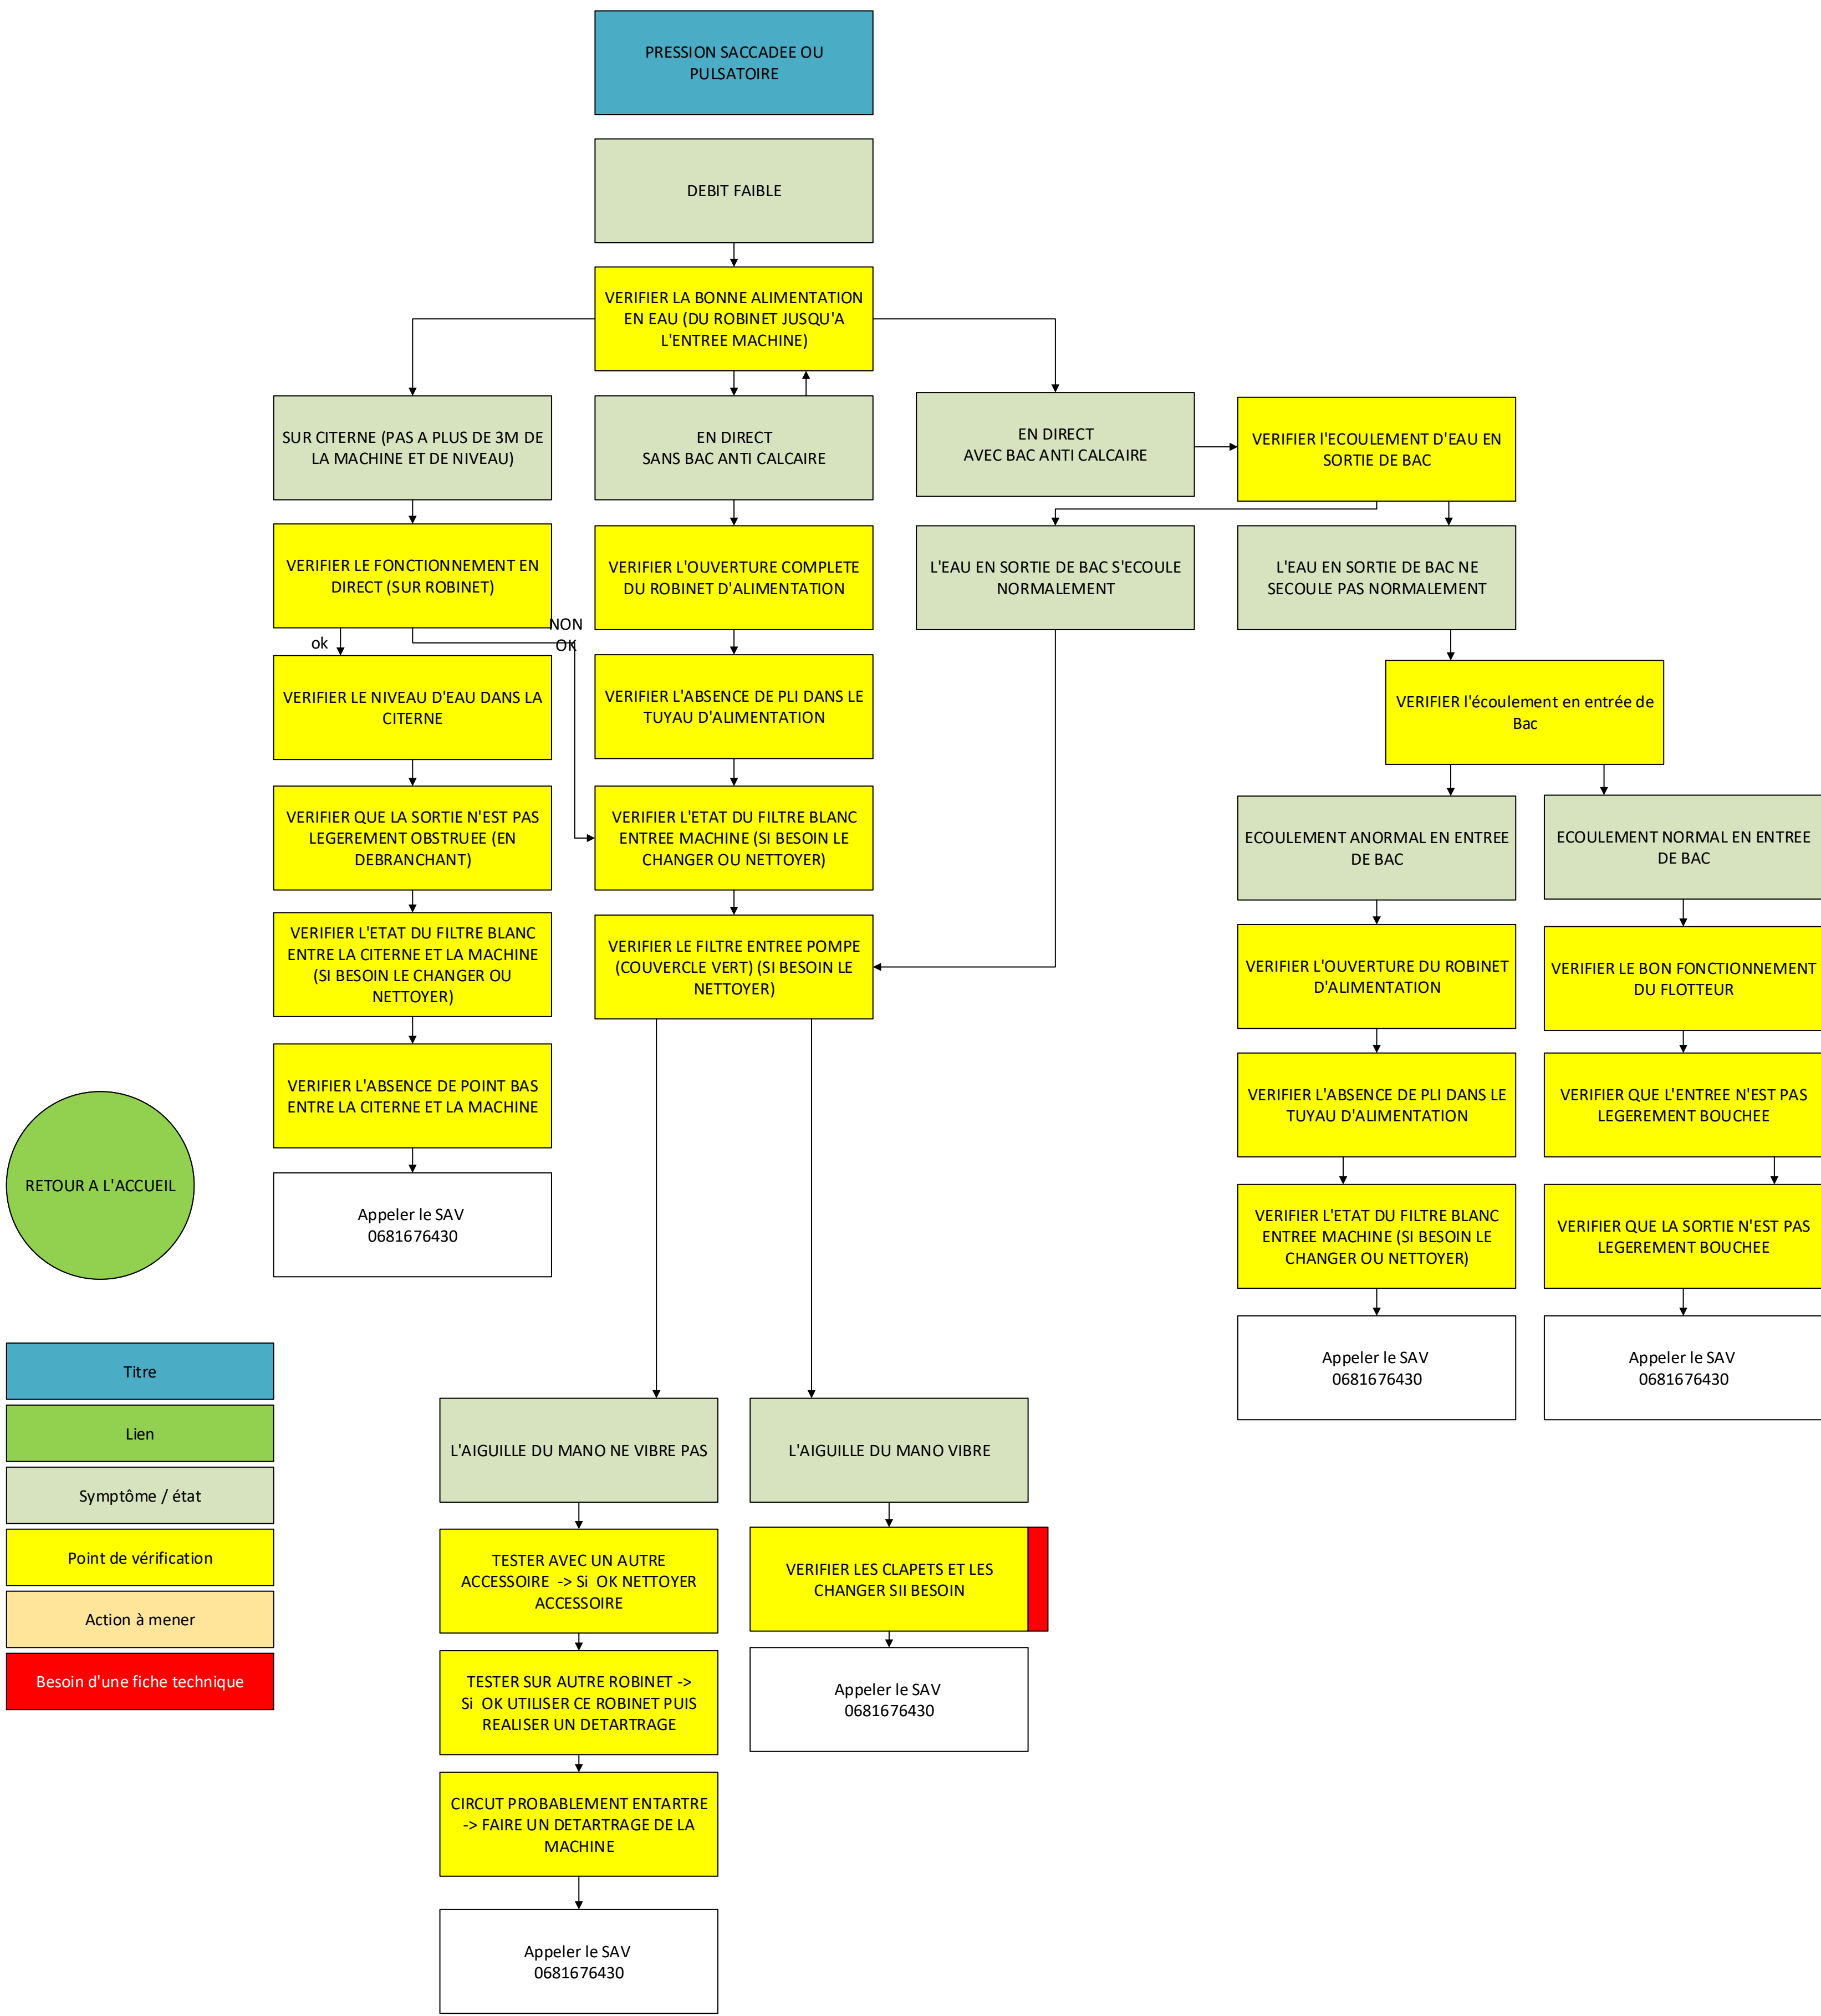 PRESSION SACCADEE OU
PULSATOIRE
DEBIT FAIBLE
VERIFIER LA BONNE ALIMENTATION
EN EAU (DU ROBINET JUSQU'A
L'ENTREE MACHINE)
SUR CITERNE (PAS A PLUS DE 3M DE
LA MACHINE ET DE NIVEAU)
EN DIRECT
SANS BAC ANTI CALCAIRE
EN DIRECT
AVEC BAC ANTI CALCAIRE
VERIFIER l'ECOULEMENT D'EAU EN
SORTIE DE BAC
VERIFIER LE FONCTIONNEMENT EN
DIRECT (SUR ROBINET)
VERIFIER L'OUVERTURE COMPLETE
DU ROBINET D'ALIMENTATION
L'EAU EN SORTIE DE BAC S'ECOULE
NORMALEMENT
L'EAU EN SORTIE DE BAC NE
SECOULE PAS NORMALEMENT
ok
NON
OK
VERIFIER LE NIVEAU D'EAU DANS LA
CITERNE
VERIFIER L'ABSENCE DE PLI DANS LE
TUYAU D'ALIMENTATION
VERIFIER l'écoulement en entrée de
Bac
VERIFIER QUE LA SORTIE N'EST PAS
LEGEREMENT OBSTRUEE (EN
DEBRANCHANT)
VERIFIER L'ETAT DU FILTRE BLANC
ENTREE MACHINE (SI BESOIN LE
CHANGER OU NETTOYER)
ECOULEMENT ANORMAL EN ENTREE
DE BAC
ECOULEMENT NORMAL EN ENTREE
DE BAC
VERIFIER L'ETAT DU FILTRE BLANC
ENTRE LA CITERNE ET LA MACHINE
(SI BESOIN LE CHANGER OU
NETTOYER)
VERIFIER LE FILTRE ENTREE POMPE
(COUVERCLE VERT) (SI BESOIN LE
NETTOYER)
VERIFIER L'OUVERTURE DU ROBINET
D'ALIMENTATION
VERIFIER LE BON FONCTIONNEMENT
DU FLOTTEUR
VERIFIER L'ABSENCE DE POINT BAS
ENTRE LA CITERNE ET LA MACHINE
VERIFIER L'ABSENCE DE PLI DANS LE
TUYAU D'ALIMENTATION
VERIFIER QUE L'ENTREE N'EST PAS
LEGEREMENT BOUCHEE
RETOUR A L'ACCUEIL
Appeler le SAV
0681676430
VERIFIER L'ETAT DU FILTRE BLANC
ENTREE MACHINE (SI BESOIN LE
CHANGER OU NETTOYER)
VERIFIER QUE LA SORTIE N'EST PAS
LEGEREMENT BOUCHEE
Appeler le SAV
0681676430
Appeler le SAV
0681676430
Titre
Lien
Symptôme / état
Point de vérification
Action à mener
Besoin d'une fiche technique
L'AIGUILLE DU MANO NE VIBRE PAS
L'AIGUILLE DU MANO VIBRE
TESTER AVEC UN AUTRE
ACCESSOIRE -> Si OK NETTOYER
ACCESSOIRE
VERIFIER LES CLAPETS ET LES
CHANGER SII BESOIN
TESTER SUR AUTRE ROBINET ->
Si OK UTILISER CE ROBINET PUIS
REALISER UN DETARTRAGE
Appeler le SAV
0681676430
CIRCUT PROBABLEMENT ENTARTRE
-> FAIRE UN DETARTRAGE DE LA
MACHINE
Appeler le SAV
0681676430